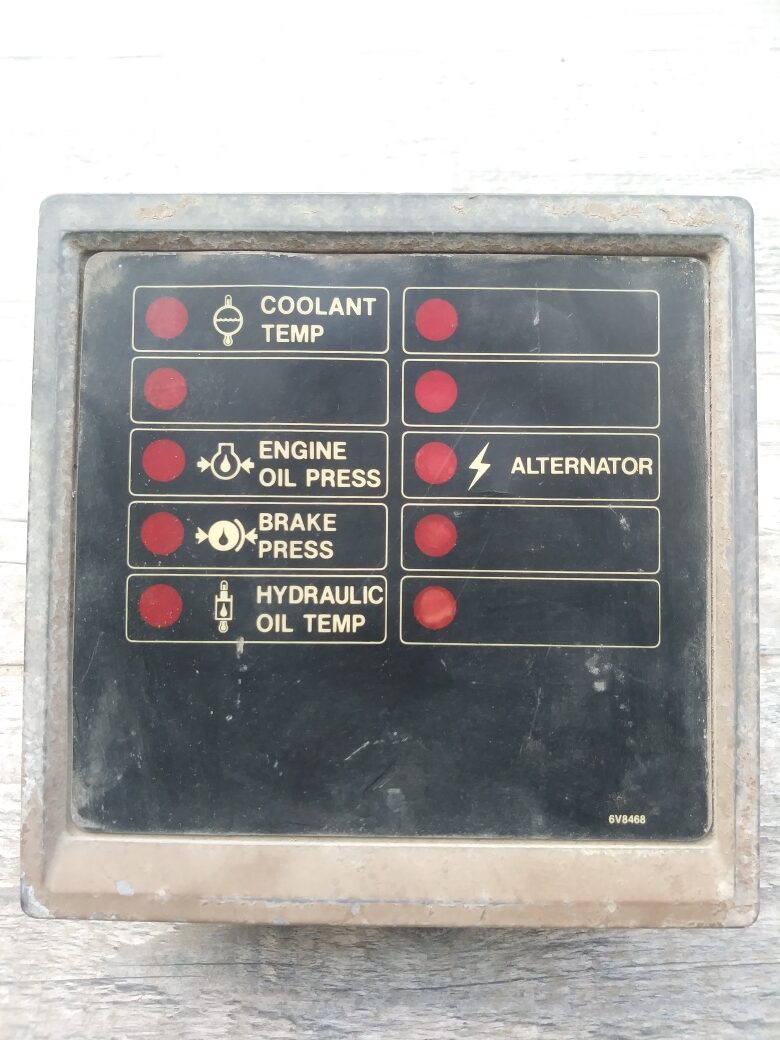 COOLANT
TEMP
ENGINE
OIL PRESS
ALTERNATOR
BRAKE
PRESS
HYDRAULIC
OIL TEMP
6V8468